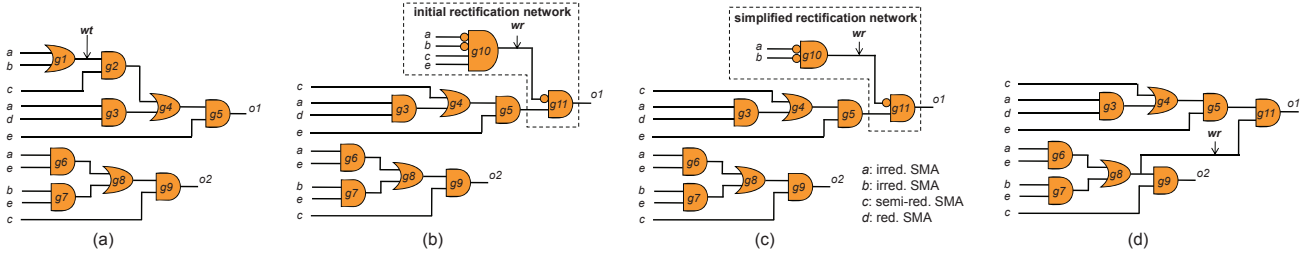 wt
a
b
g1
g2
c
a
d
g3
g4
g5
o1
e
a
e
g6
b
e
g7
g8
g9
o2
c
(a)
initial rectification network
wr
a
b
c
e
g10
g11
o1
c
a
d
g3
g4
g5
e
a
e
g6
b
e
g7
g8
g9
o2
c
(b)
simplified rectification network
wr
a
b
g10
g11
o1
c
a
d
g3
g4
g5
e
a
e
g6
b
e
g7
g8
g9
o2
c
a: irred. SMA
b: irred. SMA
c: semi-red. SMA
d: red. SMA
(c)
c
a
d
g3
g4
g5
g11
o1
e
wr
a
e
g6
b
e
g7
g8
g9
o2
c
(d)